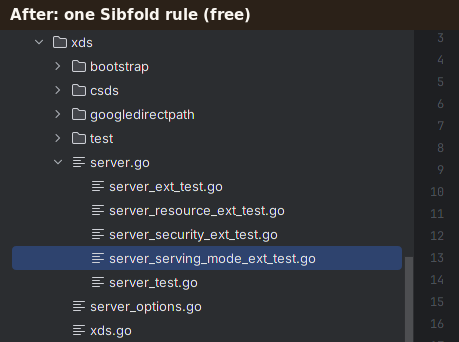 After: one Sibfold rule (free)
xds
bootstrap
csds
googledirectpath
test
server.go
server_ext_test.go
server_resource_ext_test.go
server_security_ext_test.go
server_serving_mode_ext_test.go
server_test.go
server_options.go
xds.go
3
4
5
6
7
8
9
10
11
12
13
14
15
16